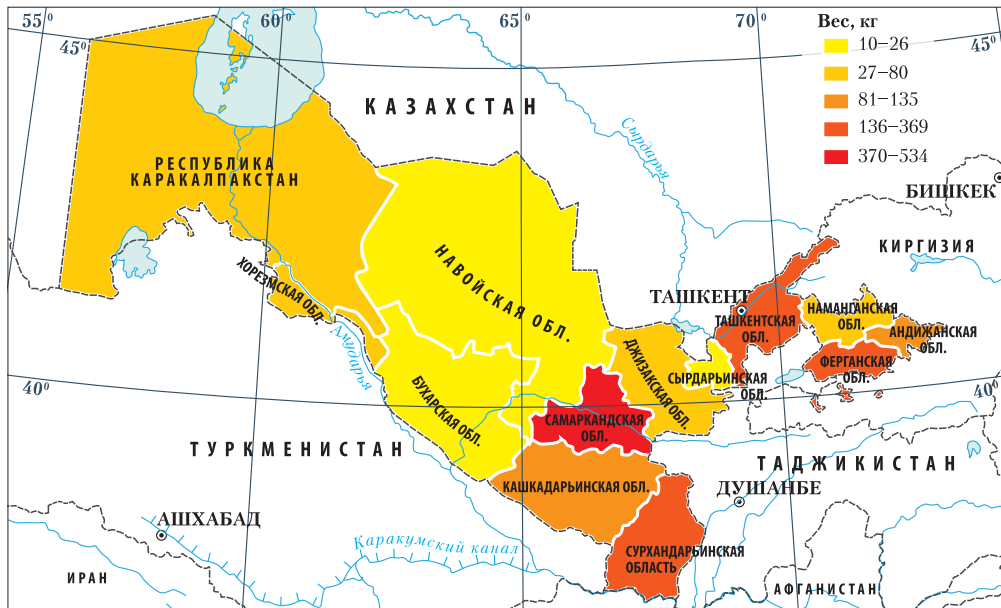 55°
60°
65°
70°
45°
45°
Вес, кг
10–26
27–80
81–135
136–369
370–534
КАЗАХСТАН
Сырдарья
РЕСПУБЛИКА
КАРАКАЛПАКСТАН
БИШКЕК
КИРГИЗИЯ
НАВОЙСКАЯ ОБЛ.
ХОРЕЗМСКАЯ ОБЛ.
ТАШКЕНТ
ТАШКЕНТСКАЯ
ОБЛ.
НАМАНГАНСКАЯ
ОБЛ.
АНДИЖАНСКАЯ
ОБЛ.
ФЕРГАНСКАЯ
ОБЛ.
Амударья
ДЖИЗАКСКАЯ ОБЛ.
СЫРДАРЬИНСКАЯ
ОБЛ.
40°
40°
БУХАРСКАЯ ОБЛ.
САМАРКАНДСКАЯ
ОБЛ.
ТУРКМЕНИСТАН
ТАДЖИКИСТАН
КАШКАДАРЬИНСКАЯ ОБЛ.
ДУШАНБЕ
АШХАБАД
Каракумский канал
СУРХАНДАРЬИНСКАЯ
ОБЛАСТЬ
ИРАН
АФГАНИСТАН